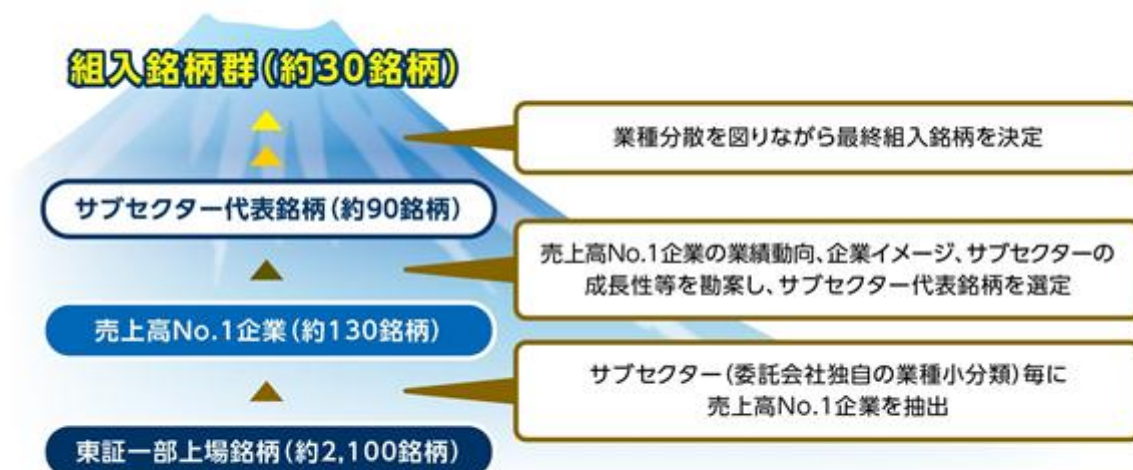 組入銘柄群(約30銘柄)
業種分散を図りながら最終組入銘柄を決定
サブセクター代表銘柄(約90銘柄)
売上高No.1企業の業績動向、企業イメージ、サブセクターの
成長性等を勘案し、サブセクター代表銘柄を選定
売上高No.1企業(約130銘柄)
サブセクター(委託会社独自の業種小分類)毎に
売上高No.1企業を抽出
東証一部上場銘柄(約2,100銘柄)